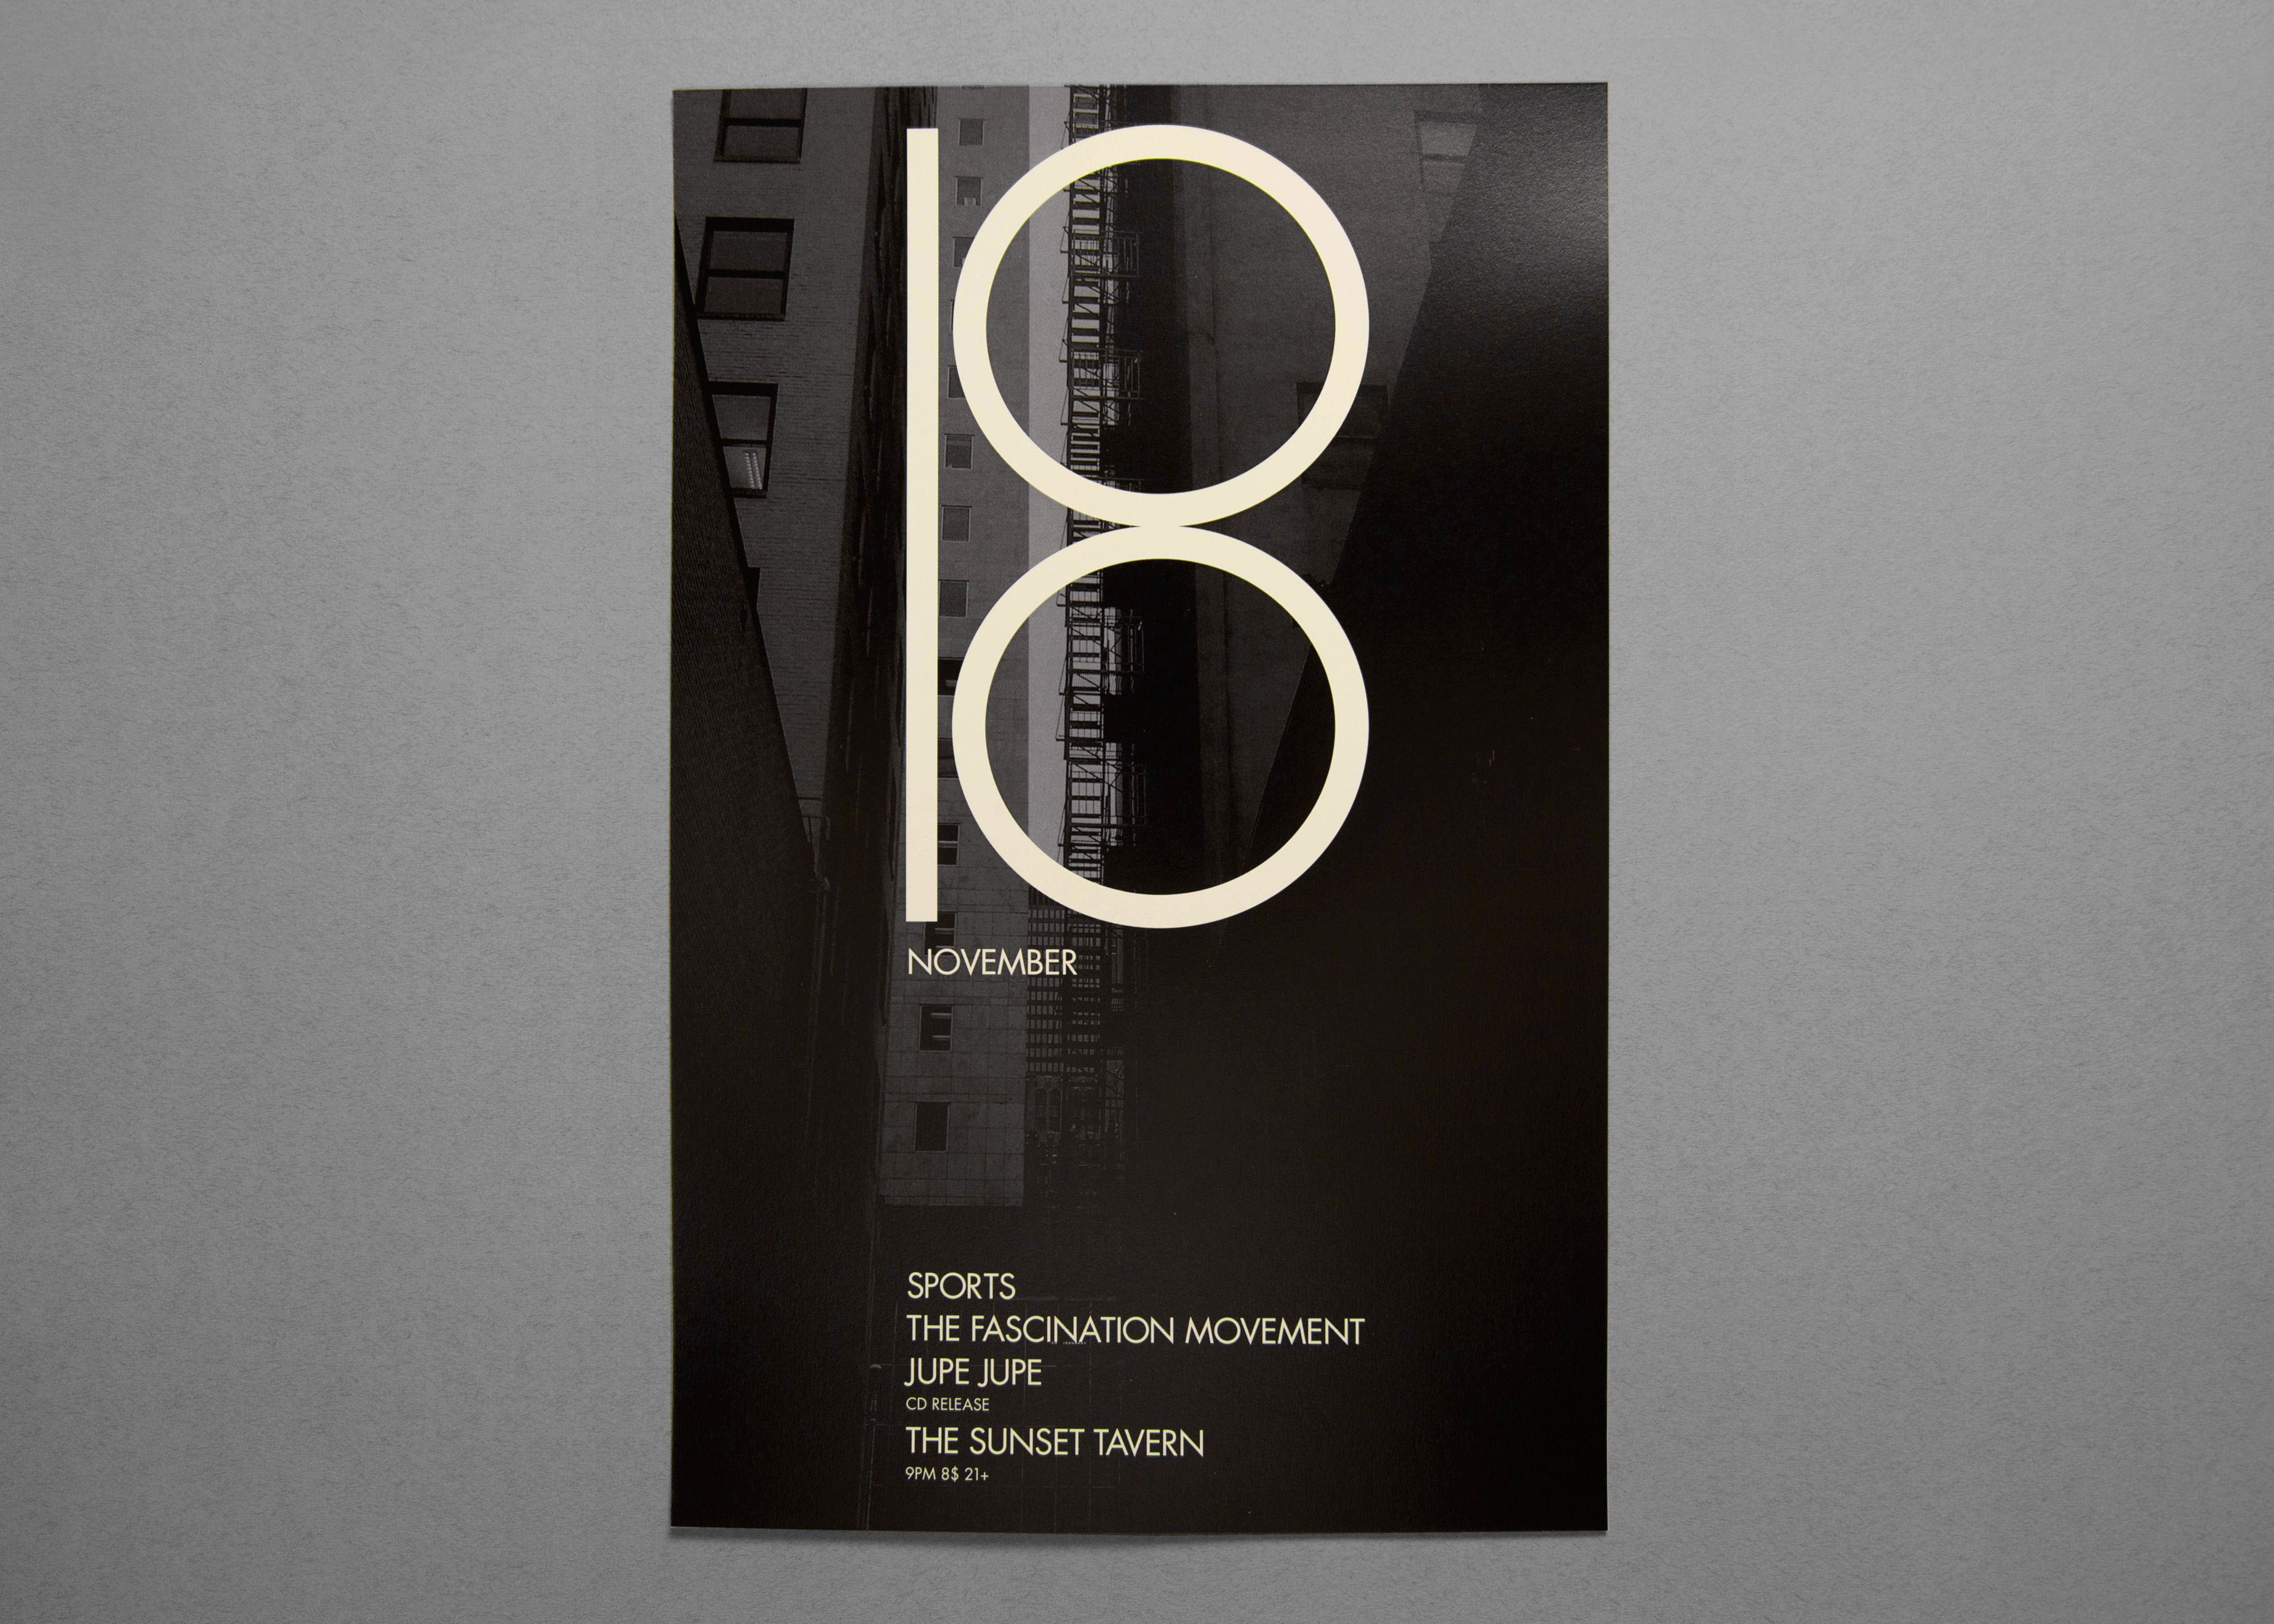 18
NOVEMBER
SPORTS
THE FASCINATION MOVEMENT
JUPE JUPE
CD RELEASE
THE SUNSET TAVERN
9PM 8$ 21+